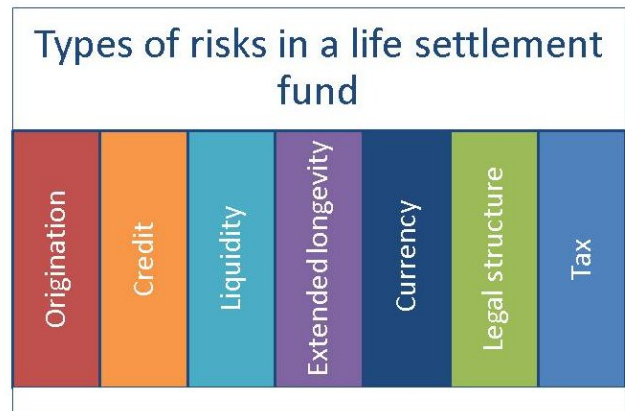 Types of risks in a life settlement
fund
Origination
Credit
Liquidity
Extended longevity
Currency
Legal structure
Tax